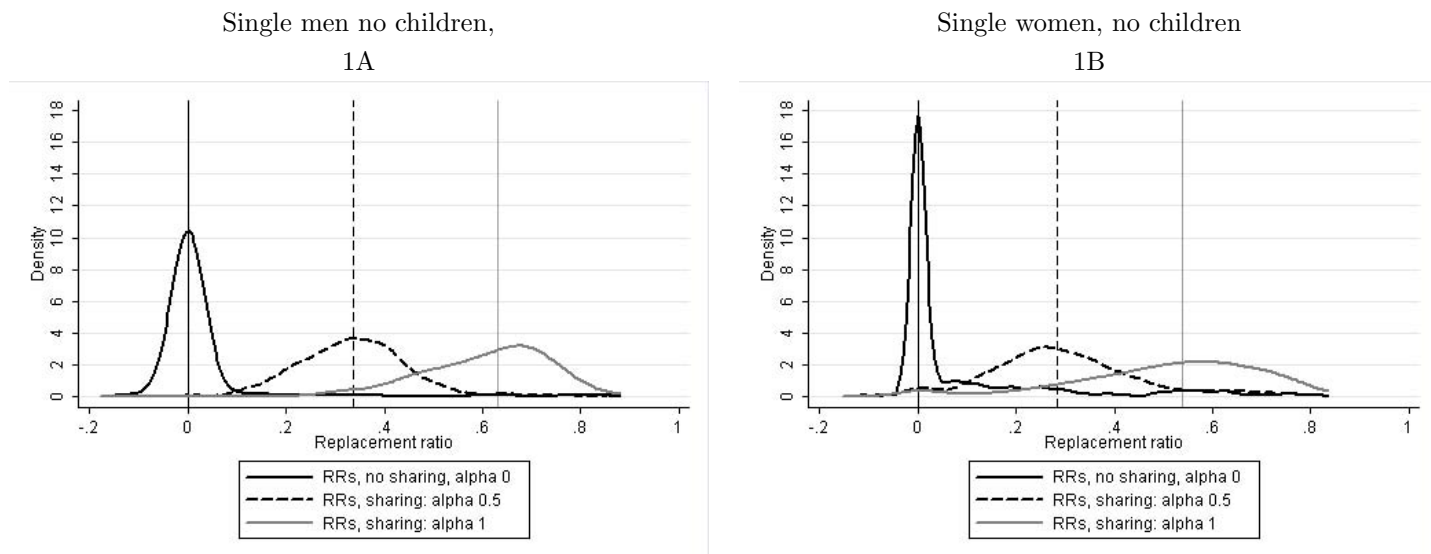 Single men no children,
1A
18
16
14
12
10
8
6
4
2
0
Density
-.2 0 .2 .4 .6 .8 1
Replacement ratio
RRs, no sharing, alpha 0
RRs, sharing: alpha 0.5
RRs, sharing: alpha 1
Single women, no children
1B
18
16
14
12
10
8
6
4
2
0
Density
-.2 0 .2 .4 .6 .8 1
Replacement ratio
RRs, no sharing, alpha 0
RRs, sharing: alpha 0.5
RRs, sharing: alpha 1